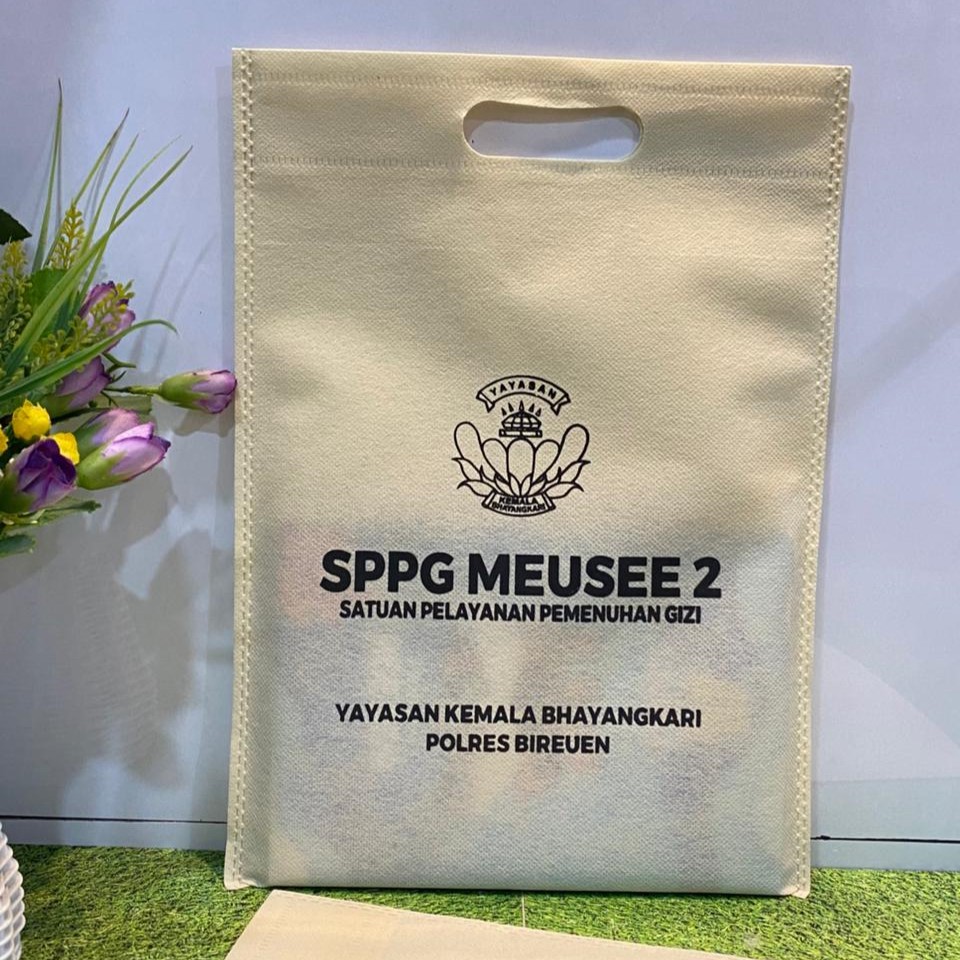 YAYASAN
KEMALA
BHAYANGKARI
SPPG MEUSEE 2
SATUAN PELAYANAN PEMENUHAN GIZI
YAYASAN KEMALA BHAYANGKARI
POLRES BIREUEN